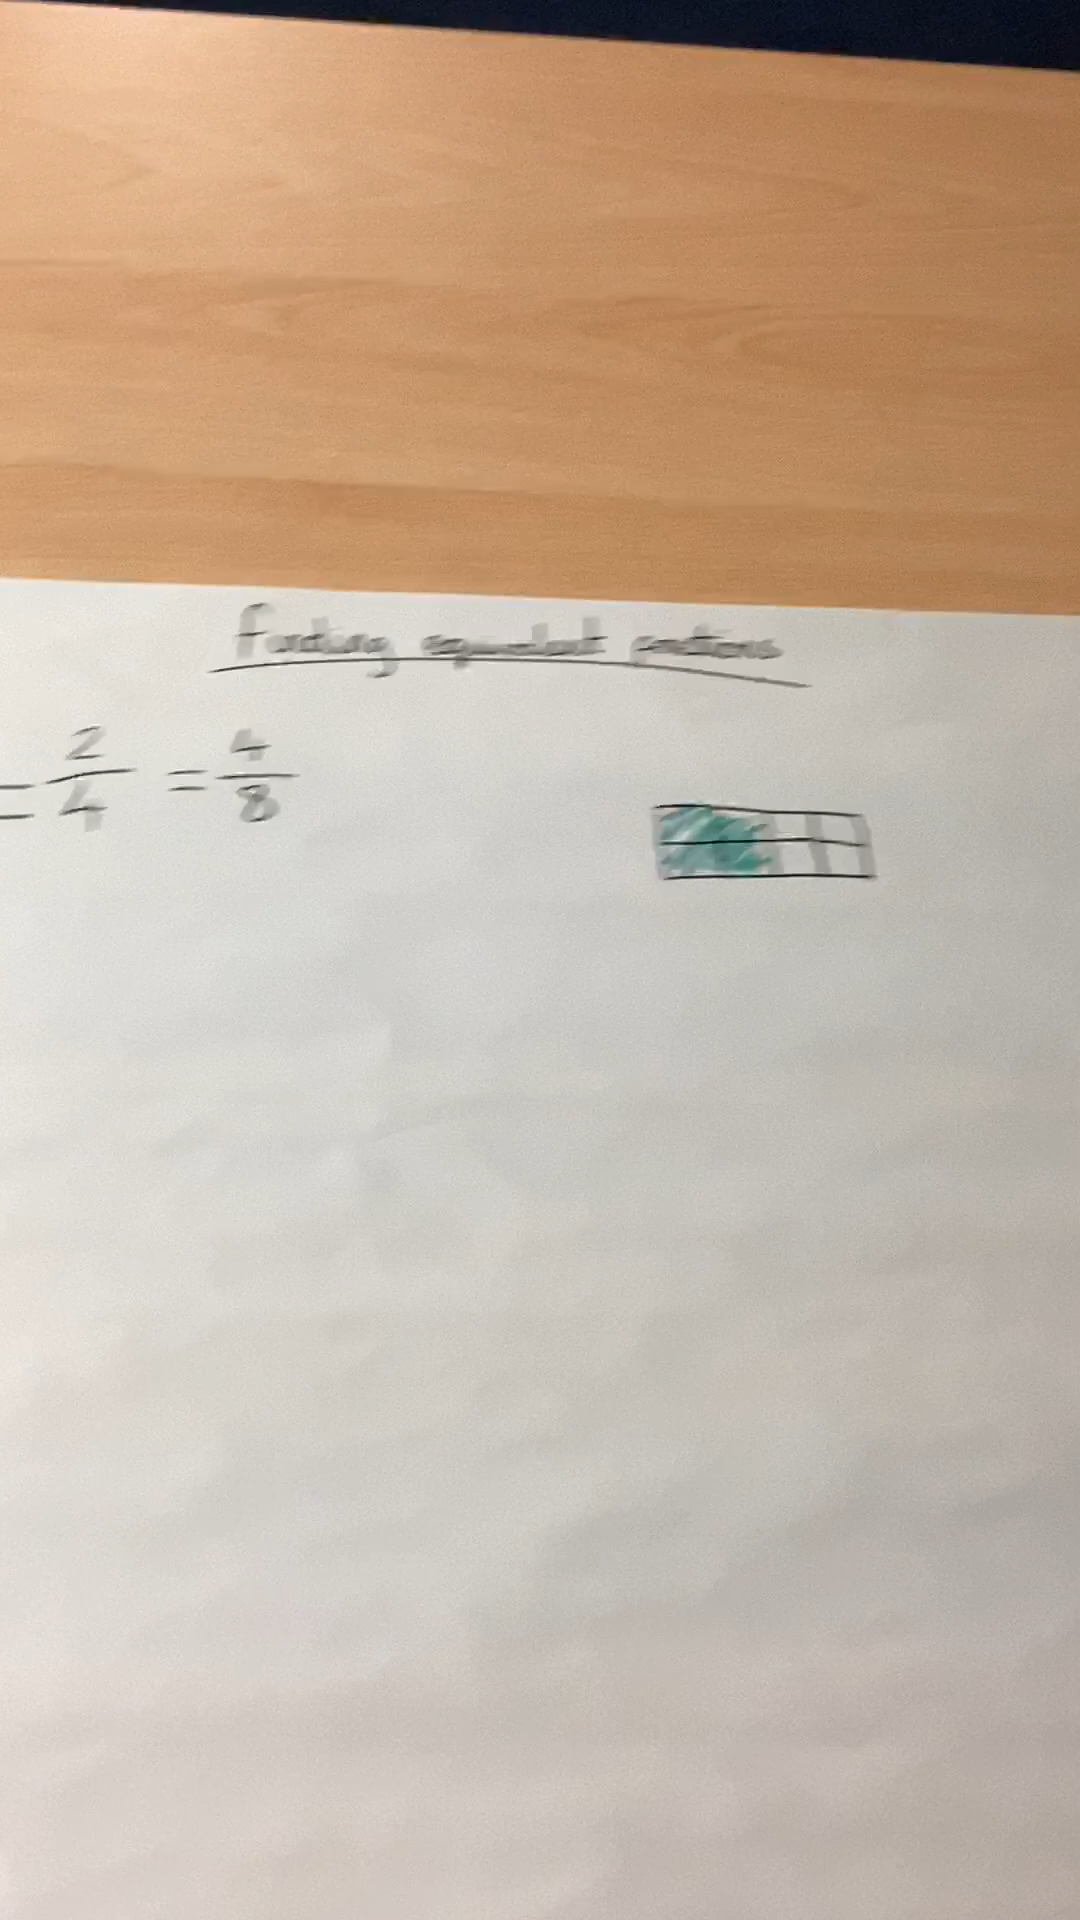 Finding equivalent fractions
= 2/4 = 4/8